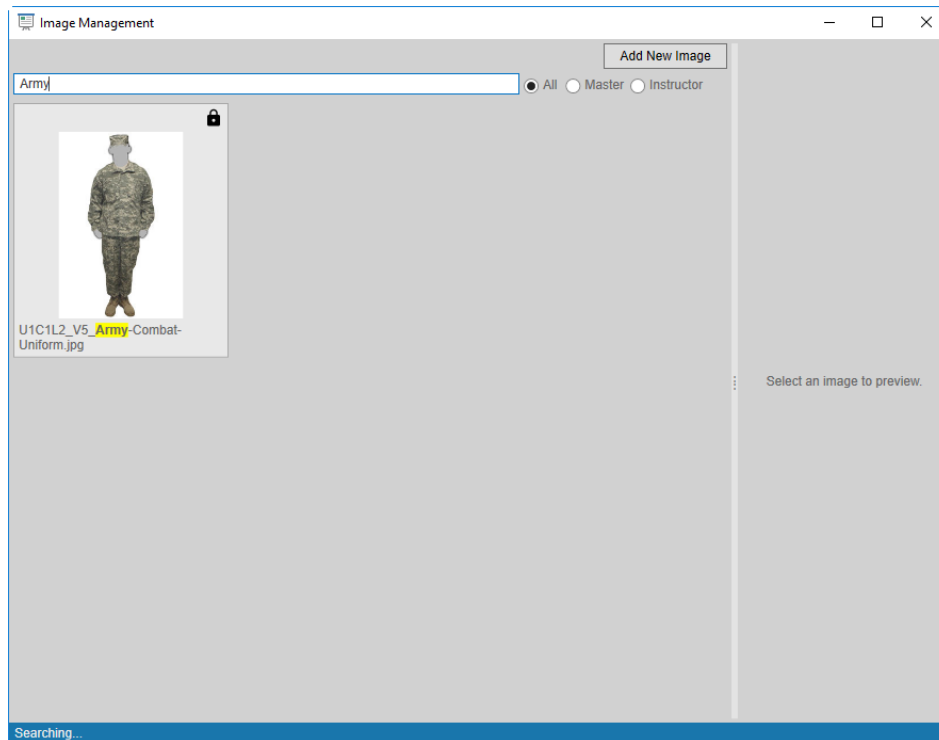 Image Management
Add New Image
Army
All Master Instructor
U1C1L2_V5_Army-Combat-
Uniform.jpg
Select an image to preview.
Searching...